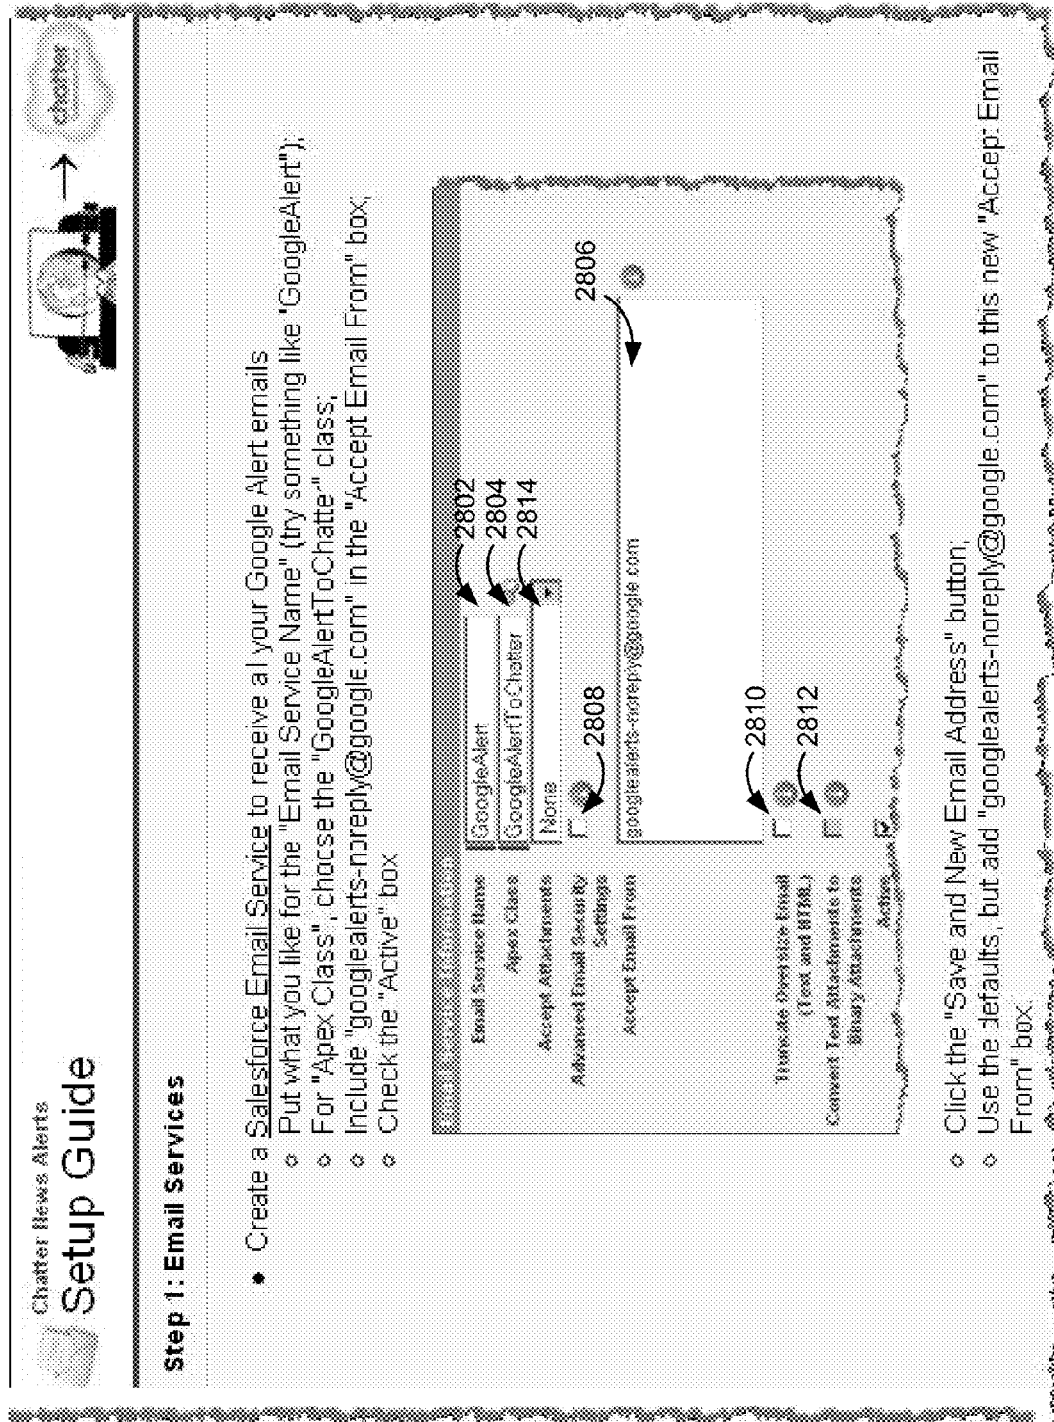 Chatter News Alerts
Setup Guide
chatter
Step 1: Email Services
• Create a Salesforce Email Service to receive all your Google Alert emails
o Put what you like for the "Email Service Name" (try something like "GoogleAlert");
o For "Apex Class", choose the "GoogleAlertToChatter" class;
o Include "googlealerts-noreply@google.com" in the "Accept Email From" box;
o Check the "Active" box
Email Service Name GoogleAlert 2802
Apex Class GoogleAlertToChatter 2804
Accept Attachments None 2814
Advanced Email Security
Settings
2808
Accept Email From googlealerts-noreply@google.com 2806
Truncate Oversize Email
(Text and HTML)
2810
Convert Text Attachments to
Binary Attachments
2812
Active
o Click the "Save and New Email Address" button;
o Use the defaults, but add "googlealerts-noreply@google.com" to this new "Accept Email
From" box.